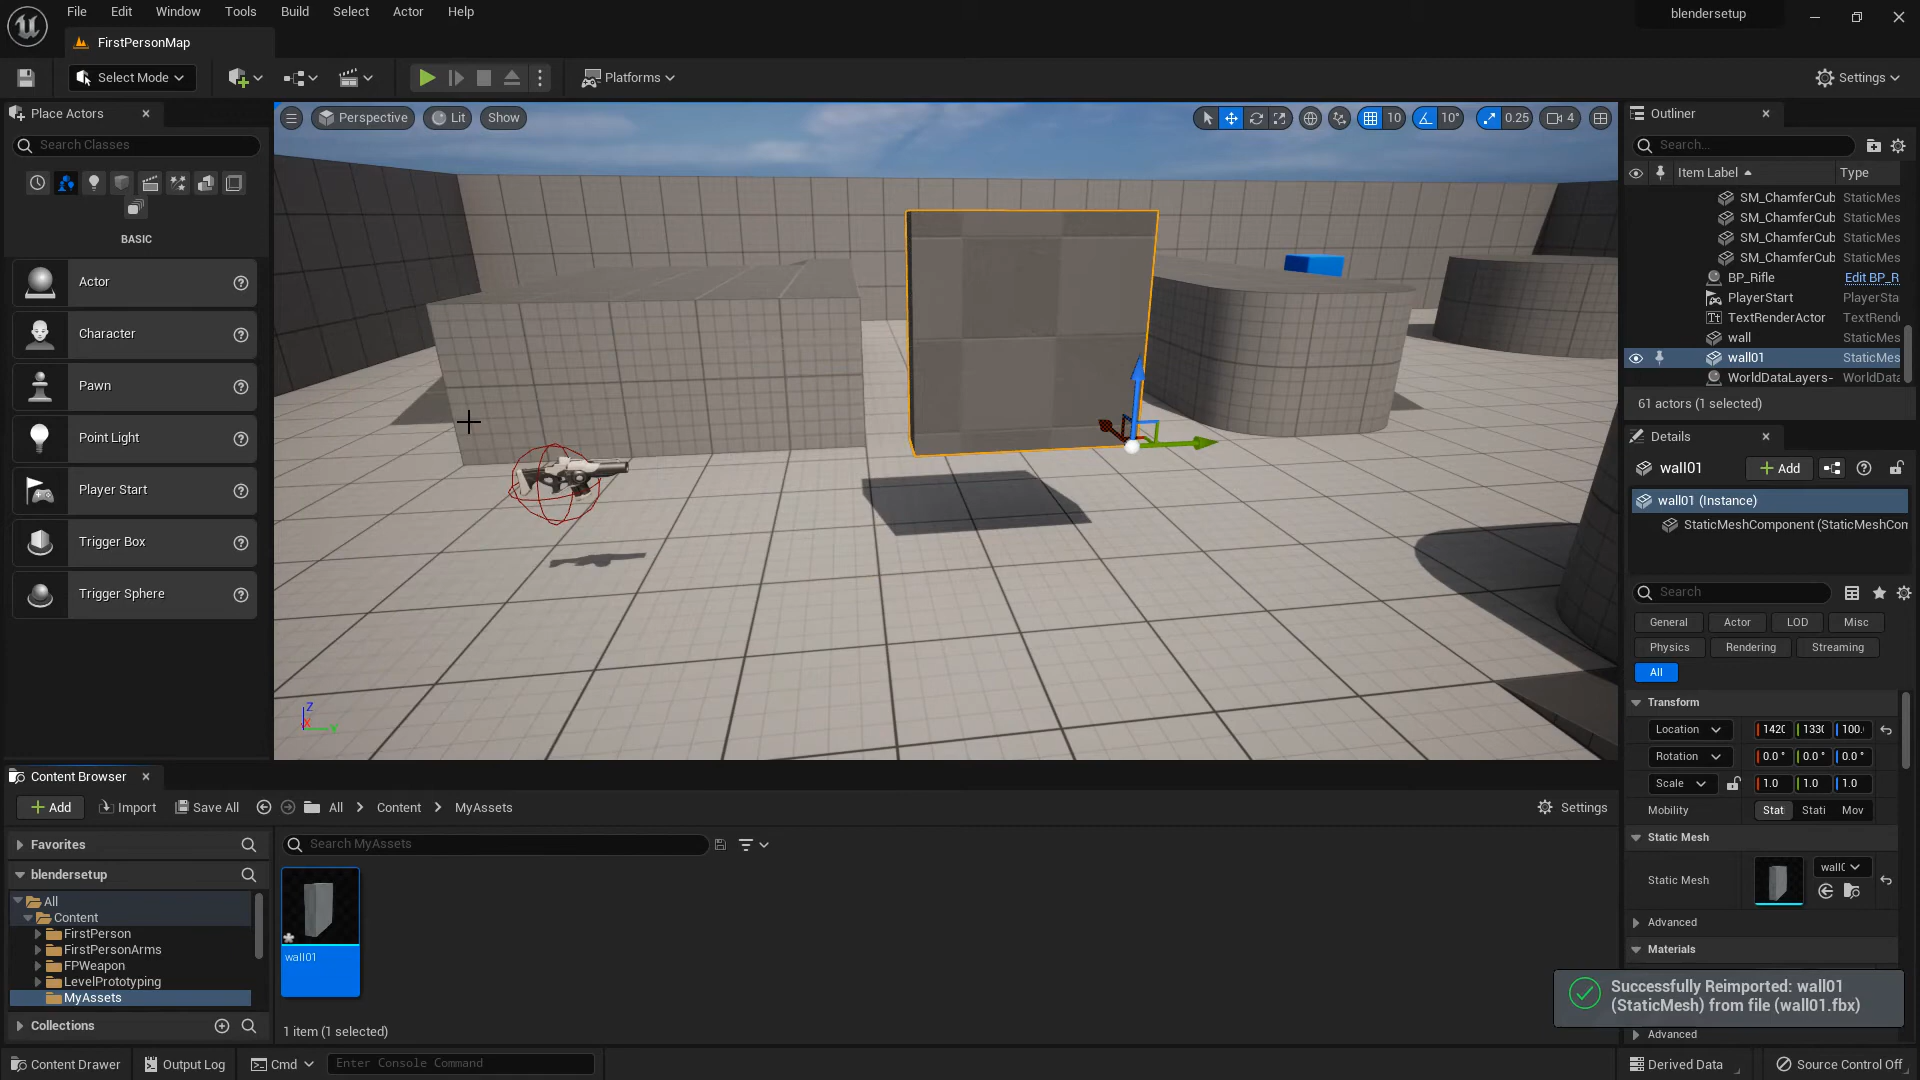 File Edit Window Tools Build Select Actor Help
blendersetup
FirstPersonMap
Select Mode
Platforms
Settings
Place Actors
Search Classes
BASIC
Actor
Character
Pawn
Point Light
Player Start
Trigger Box
Trigger Sphere
Perspective Lit Show
10 10° 0.25 4
Z
X
Y
Outliner
Search...
Item Label Type
SM_ChamferCub StaticMes
SM_ChamferCub StaticMes
SM_ChamferCub StaticMes
SM_ChamferCub StaticMes
BP_Rifle Edit BP_R
PlayerStart PlayerSta
TextRenderActor TextRende
wall StaticMes
wall01 StaticMes
WorldDataLayers- WorldData
61 actors (1 selected)
Details
wall01 Add
wall01 (Instance)
StaticMeshComponent (StaticMeshCon
Search
General Actor LOD Misc
Physics Rendering Streaming
All
Transform
Location 1420 1330 100.
Rotation 0.0° 0.0° 0.0°
Scale 1.0 1.0 1.0
Mobility Stat Stati Mov
Static Mesh
Static Mesh wall0
Advanced
Materials
Successfully Reimported: wall01
(StaticMesh) from file (wall01.fbx)
Advanced
Content Browser
Add Import Save All All Content MyAssets Settings
Favorites
Search MyAssets
blendersetup
All
Content
FirstPerson
FirstPersonArms
FPWeapon
LevelPrototyping
MyAssets
Collections
wall01
1 item (1 selected)
Content Drawer Output Log Cmd Enter Console Command Derived Data Source Control Off